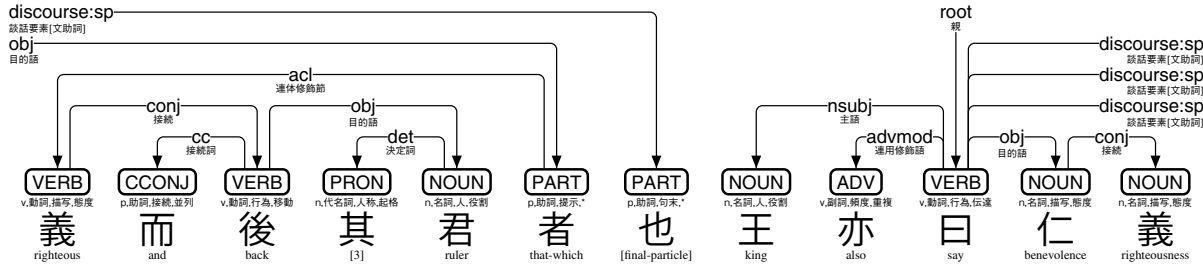 discourse:sp
談話要素[文助詞]
root
親
obj
目的語
discourse:sp
談話要素[文助詞]
acl
連体修飾節
discourse:sp
談話要素[文助詞]
conj
接続
obj
目的語
nsubj
主語
discourse:sp
談話要素[文助詞]
cc
接続詞
det
決定詞
advmod
連用修飾語
obj
目的語
conj
接続
VERB CCONJ VERB PRON NOUN PART PART NOUN ADV VERB NOUN NOUN
v,動詞,描写,態度 p,助詞,接続,並列 v,動詞,行為,移動 n,代名詞,人称,起格 n,名詞,人,役割 p,助詞,提示,* p,助詞,句末,* n,名詞,人,役割 v,副詞,頻度,重複 v,動詞,行為,伝達 n,名詞,描写,態度 n,名詞,描写,態度
義 而 後 其 君 者 也 王 亦 曰 仁 義
righteous and back [3] ruler that-which [final-particle] king also say benevolence righteousness